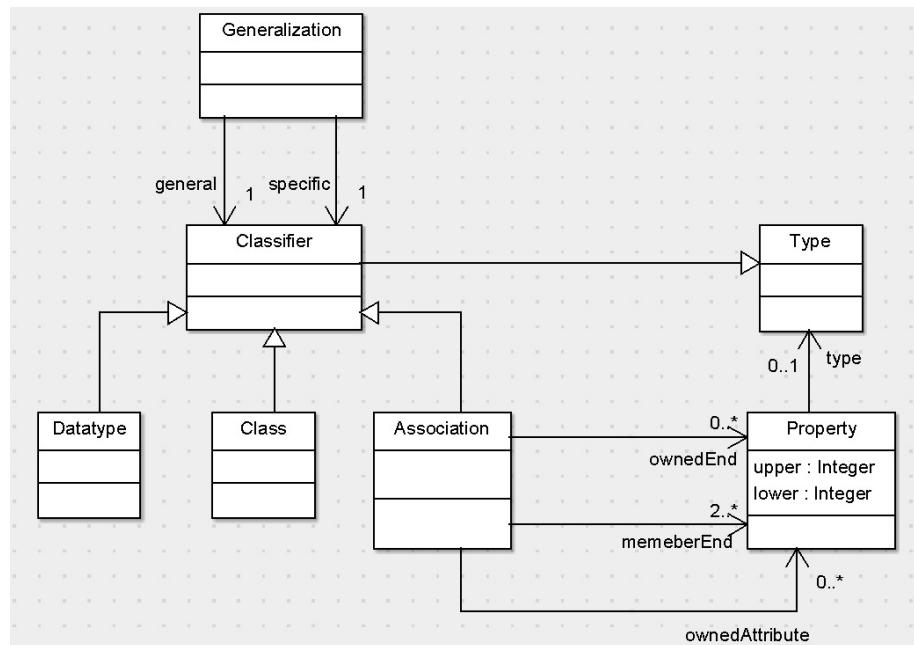 Generalization
general
1
specific
1
Classifier
Type
0..1
type
Datatype
Class
Association
0..*
ownedEnd
2..*
memeberEnd
Property
upper : Integer
lower : Integer
0..*
ownedAttribute